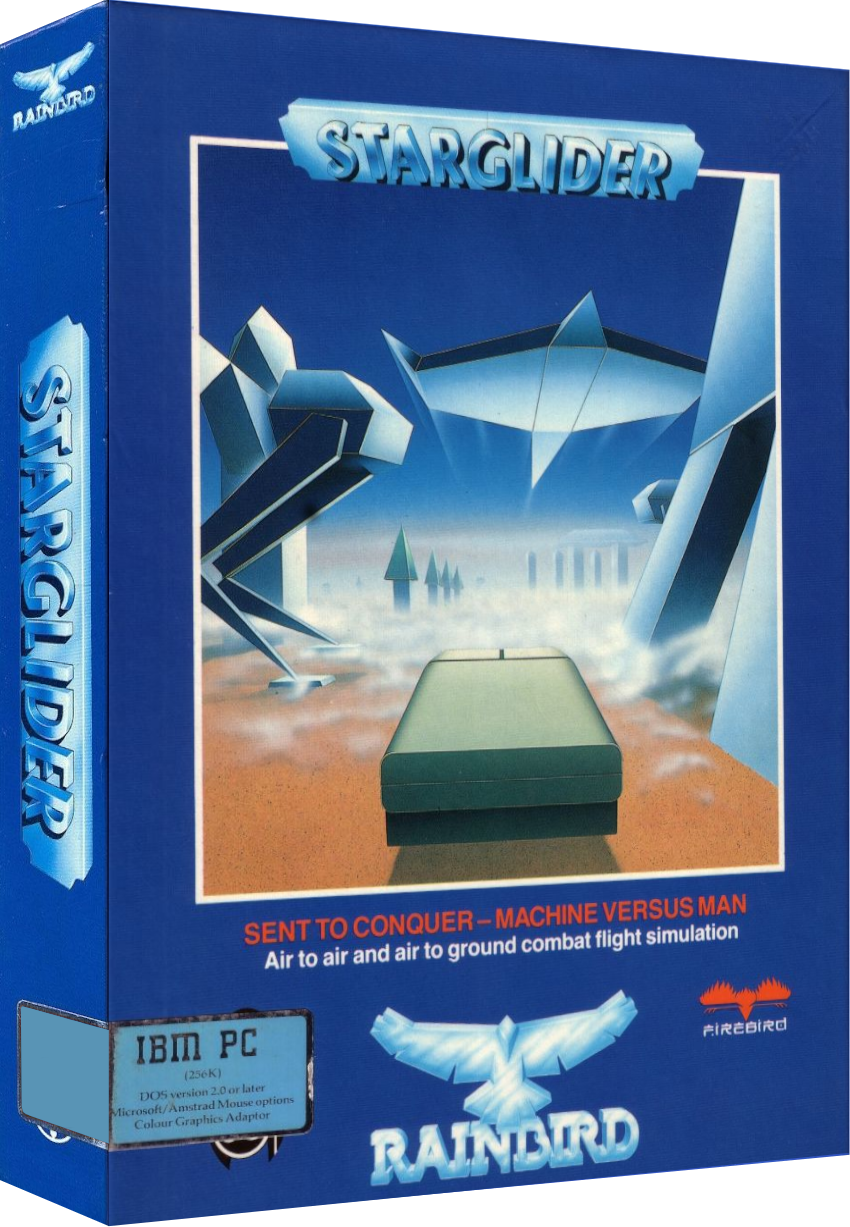 RAINBIRD
STARGLIDER
STARGLIDER
SENT TO CONQUER – MACHINE VERSUS MAN
Air to air and air to ground combat flight simulation
FIREBIRD
IBM PC
(256K)
DOS version 2.0 or later
Microsoft/Amstrad Mouse options
Colour Graphics Adaptor
RAINBIRD